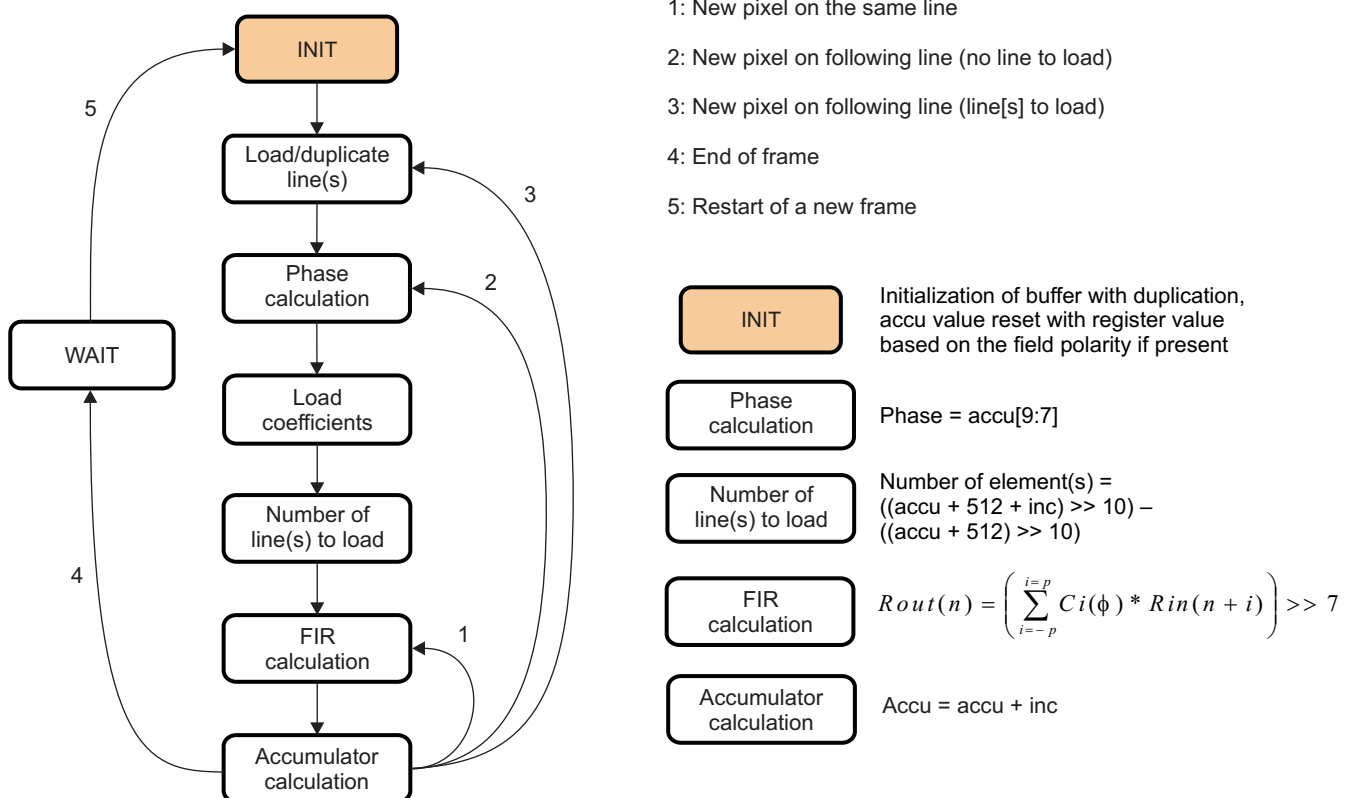 INIT
5
Load/duplicate
line(s)
3
Phase
calculation
2
WAIT
Load
coefficients
Number of
line(s) to load
4
FIR
calculation
1
Accumulator
calculation
1: New pixel on the same line
2: New pixel on following line (no line to load)
3: New pixel on following line (line[s] to load)
4: End of frame
5: Restart of a new frame
INIT
Initialization of buffer with duplication,
accu value reset with register value
based on the field polarity if present
Phase
calculation
Phase = accu[9:7]
Number of
line(s) to load
Number of element(s) =
((accu + 512 + inc) >> 10) –
((accu + 512) >> 10)
FIR
calculation
Rout(n) = ( ∑_{i=-p}^{i=p} Ci(ϕ) * Rin(n + i) ) >> 7
Accumulator
calculation
Accu = accu + inc